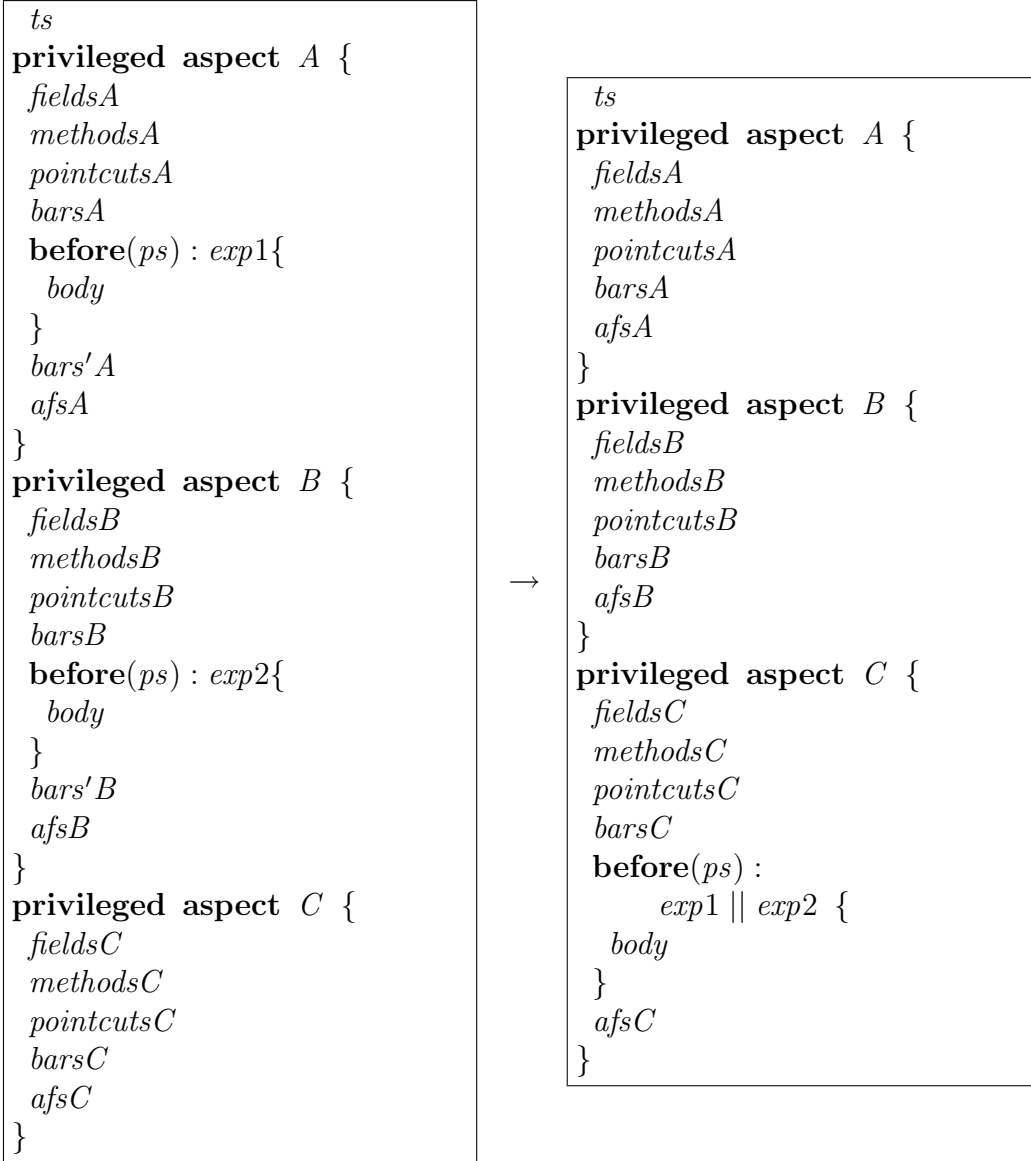 ts
privileged aspect A {
fieldsA
methodsA
pointcutsA
barsA
before(ps) : exp1{
body
}
bars′A
afsA
}
privileged aspect B {
fieldsB
methodsB
pointcutsB
barsB
before(ps) : exp2{
body
}
bars′B
afsB
}
privileged aspect C {
fieldsC
methodsC
pointcutsC
barsC
afsC
}
→
ts
privileged aspect A {
fieldsA
methodsA
pointcutsA
barsA
afsA
}
privileged aspect B {
fieldsB
methodsB
pointcutsB
barsB
afsB
}
privileged aspect C {
fieldsC
methodsC
pointcutsC
barsC
before(ps) :
exp1 || exp2 {
body
}
afsC
}